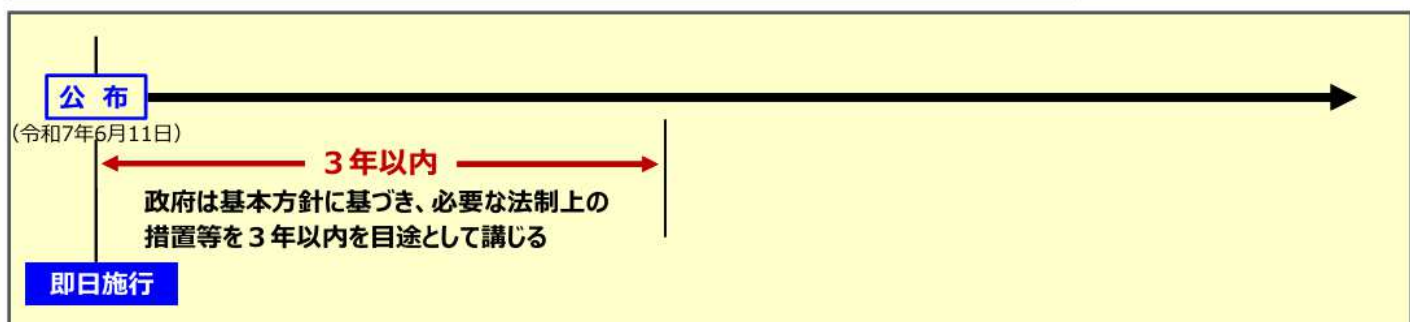 公 布
(令和7年6月11日)
3年以内
政府は基本方針に基づき、必要な法制上の
措置等を3年以内を目途として講じる
即日施行